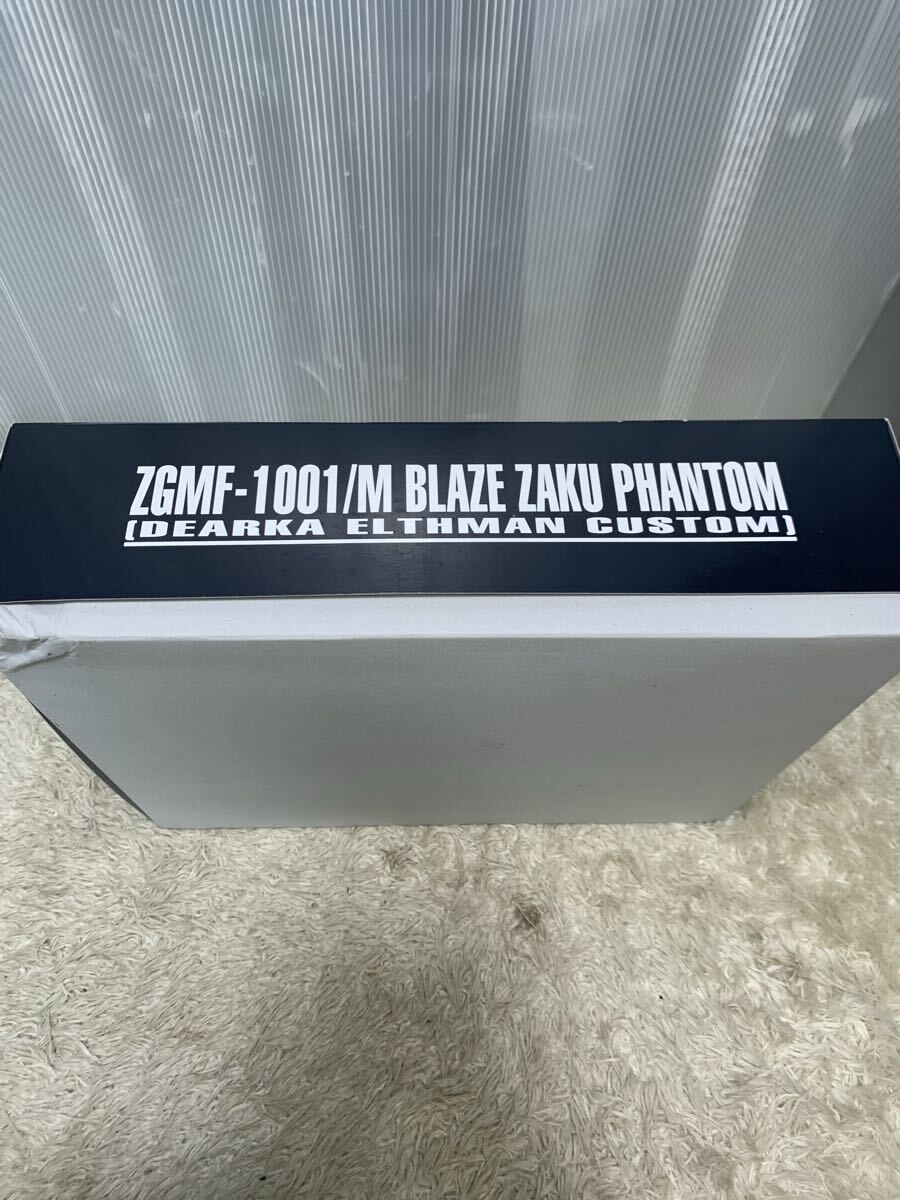 ZGMF-1001/M BLAZE ZAKU PHANTOM
(DEARKA ELTHMAN CUSTOM)